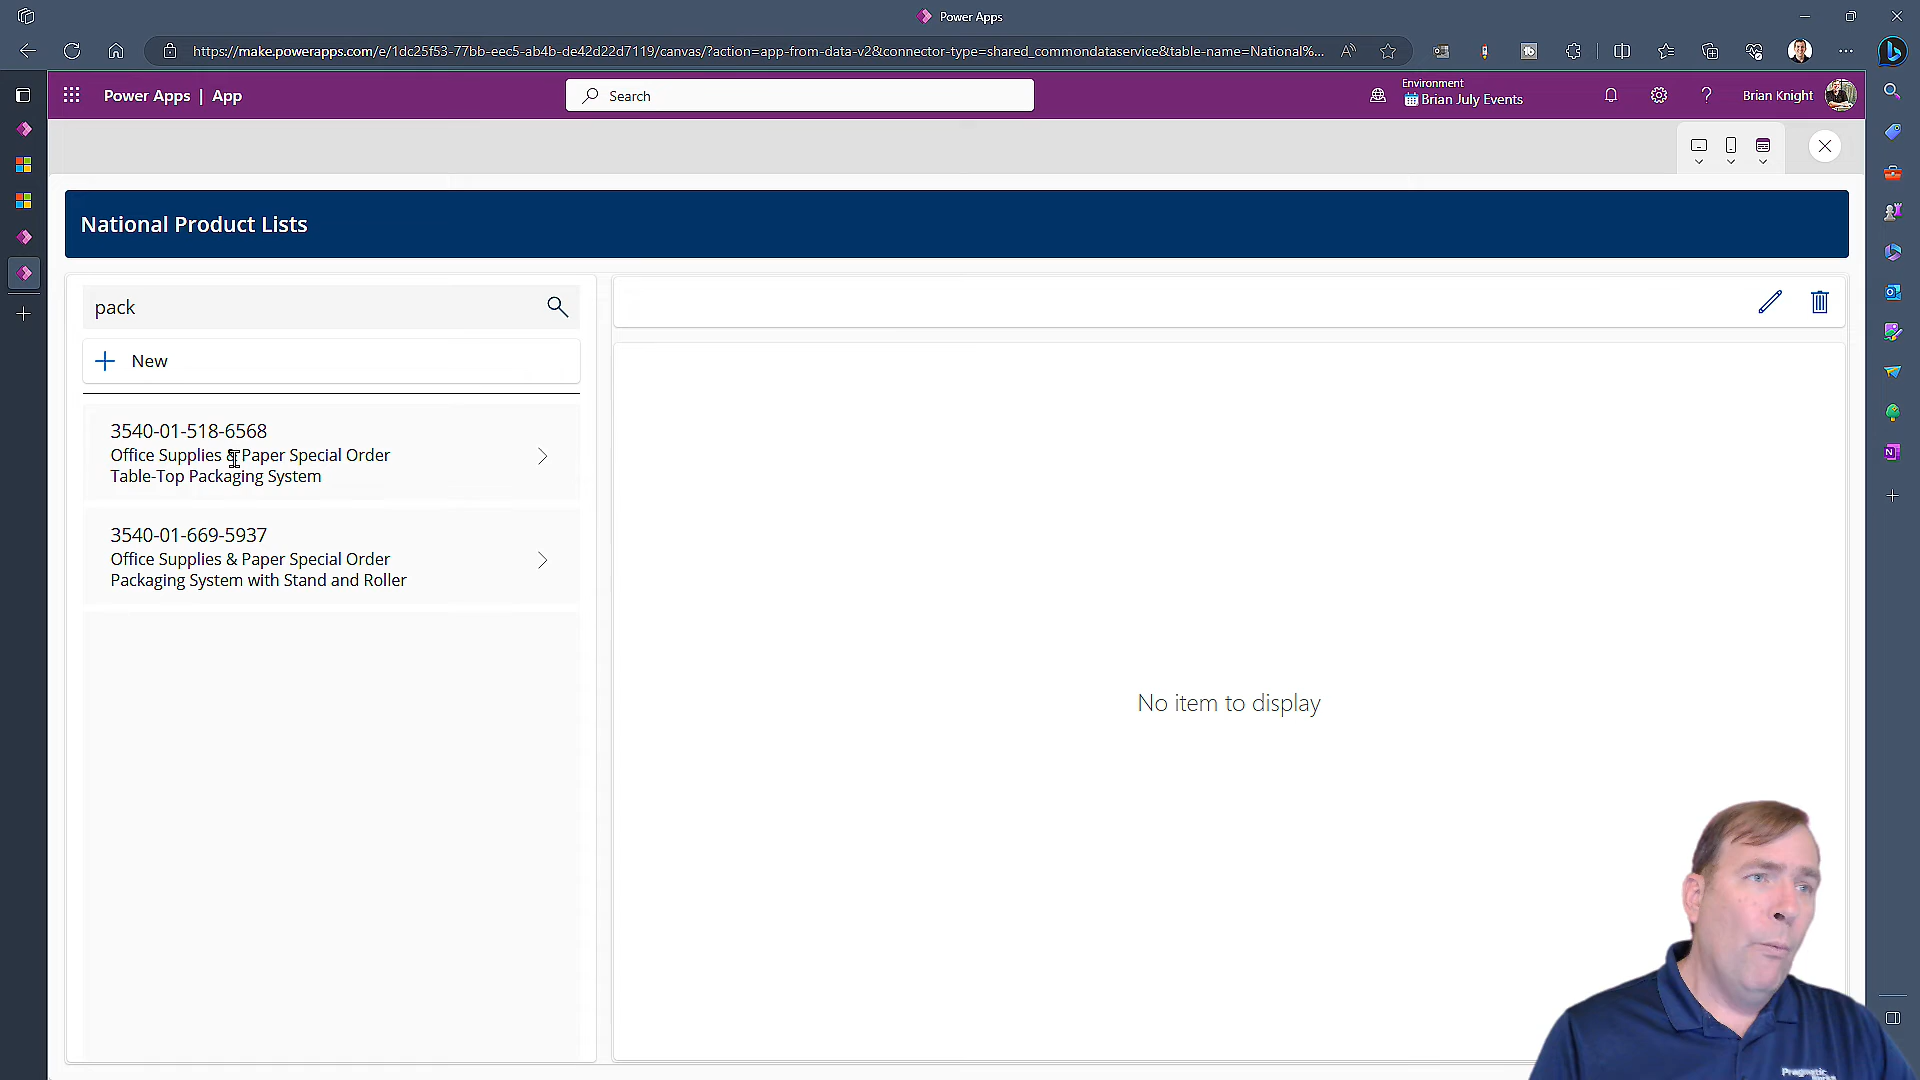 Power Apps
https://make.powerapps.com/e/1dc25f53-77bb-eec5-ab4b-de42d22d7119/canvas/?action=app-from-data-v2&connector-type=shared_commondataservice&table-name=National%...
Power Apps | App
Search
Environment
Brian July Events
Brian Knight
National Product Lists
pack
New
3540-01-518-6568
Office Supplies & Paper Special Order
Table-Top Packaging System
3540-01-669-5937
Office Supplies & Paper Special Order
Packaging System with Stand and Roller
No item to display
Pragmatic